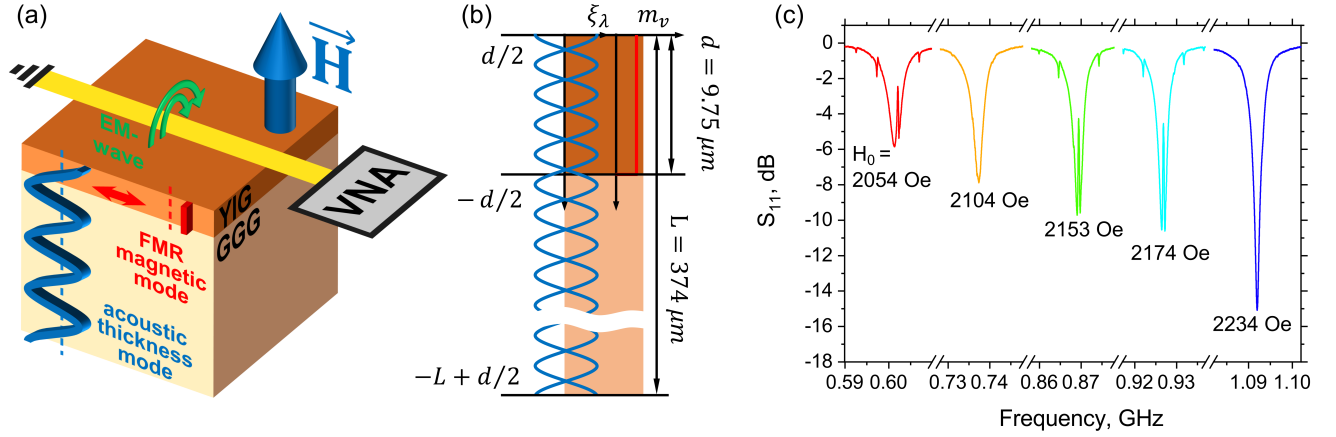 (a)
H
EM-
wave
VNA
YIG
GGG
FMR
magnetic
mode
acoustic
thickness
mode
(b)
ξλ
mν
d/2
d = 9.75 μm
− d/2
L = 374 μm
−L + d/2
(c)
0
-2
-4
-6
-8
-10
-12
-14
-16
-18
S11, dB
H0 =
2054 Oe
2104 Oe
2153 Oe
2174 Oe
2234 Oe
0.59 0.60 0.73 0.74 0.86 0.87 0.92 0.93 1.09 1.10
Frequency, GHz